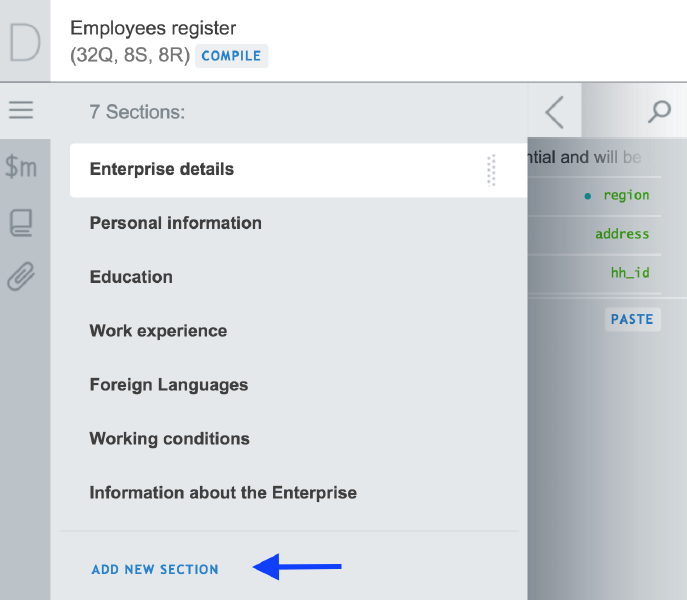 D
Employees register
(32Q, 8S, 8R) COMPILE
7 Sections:
$m
Enterprise details
Personal information
Education
Work experience
Foreign Languages
Working conditions
Information about the Enterprise
ADD NEW SECTION
and will be
region
address
hh_id
PASTE